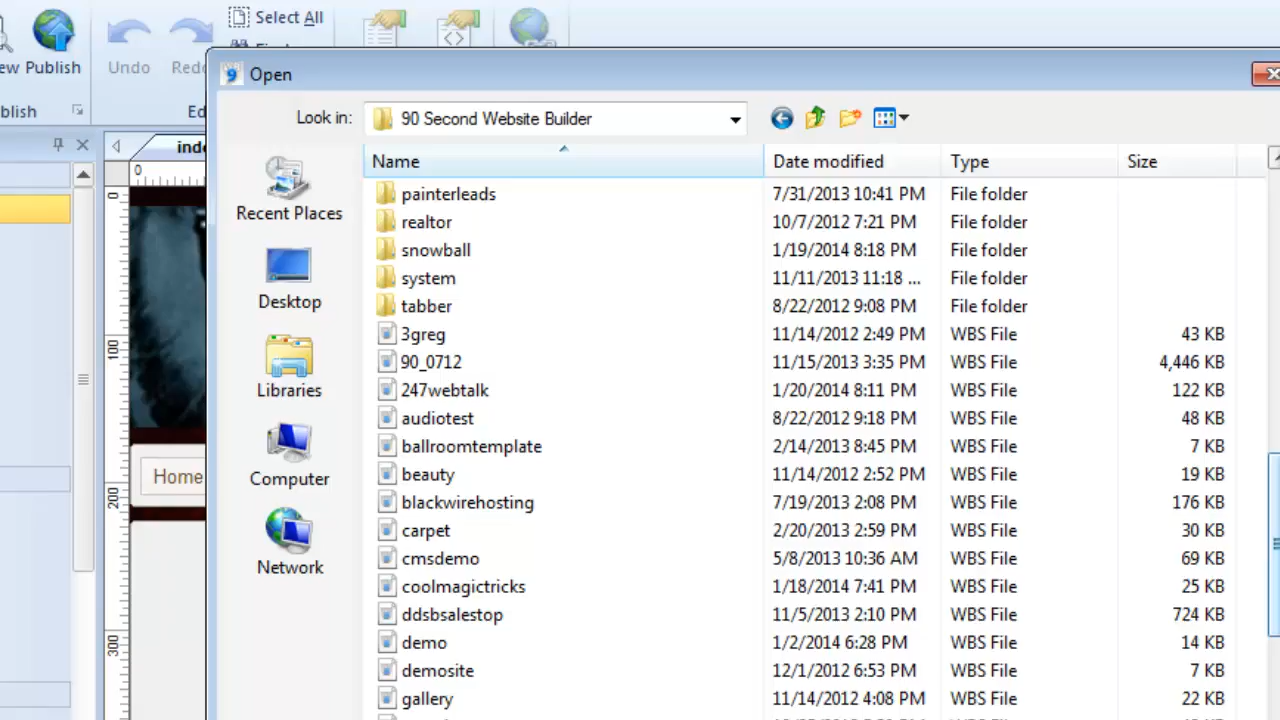 Select All
ew Publish
Undo
Redo
blish
Ed
Open
Look in:
90 Second Website Builder
inde
0
0
100
200
300
Home
Recent Places
Desktop
Libraries
Computer
Network
Name Date modified Type Size
painterleads 7/31/2013 10:41 PM File folder
realtor 10/7/2012 7:21 PM File folder
snowball 1/19/2014 8:18 PM File folder
system 11/11/2013 11:18 ... File folder
tabber 8/22/2012 9:08 PM File folder
3greg 11/14/2012 2:49 PM WBS File 43 KB
90_0712 11/15/2013 3:35 PM WBS File 4,446 KB
247webtalk 1/20/2014 8:11 PM WBS File 122 KB
audiotest 8/22/2012 9:18 PM WBS File 48 KB
ballroomtemplate 2/14/2013 8:45 PM WBS File 7 KB
beauty 11/14/2012 2:52 PM WBS File 19 KB
blackwirehosting 7/19/2013 2:08 PM WBS File 176 KB
carpet 2/20/2013 2:59 PM WBS File 30 KB
cmsdemo 5/8/2013 10:36 AM WBS File 69 KB
coolmagictricks 1/18/2014 7:41 PM WBS File 25 KB
ddsbsalestop 11/5/2013 2:10 PM WBS File 724 KB
demo 1/2/2014 6:28 PM WBS File 14 KB
demosite 12/1/2012 6:53 PM WBS File 7 KB
gallery 11/14/2012 4:08 PM WBS File 22 KB